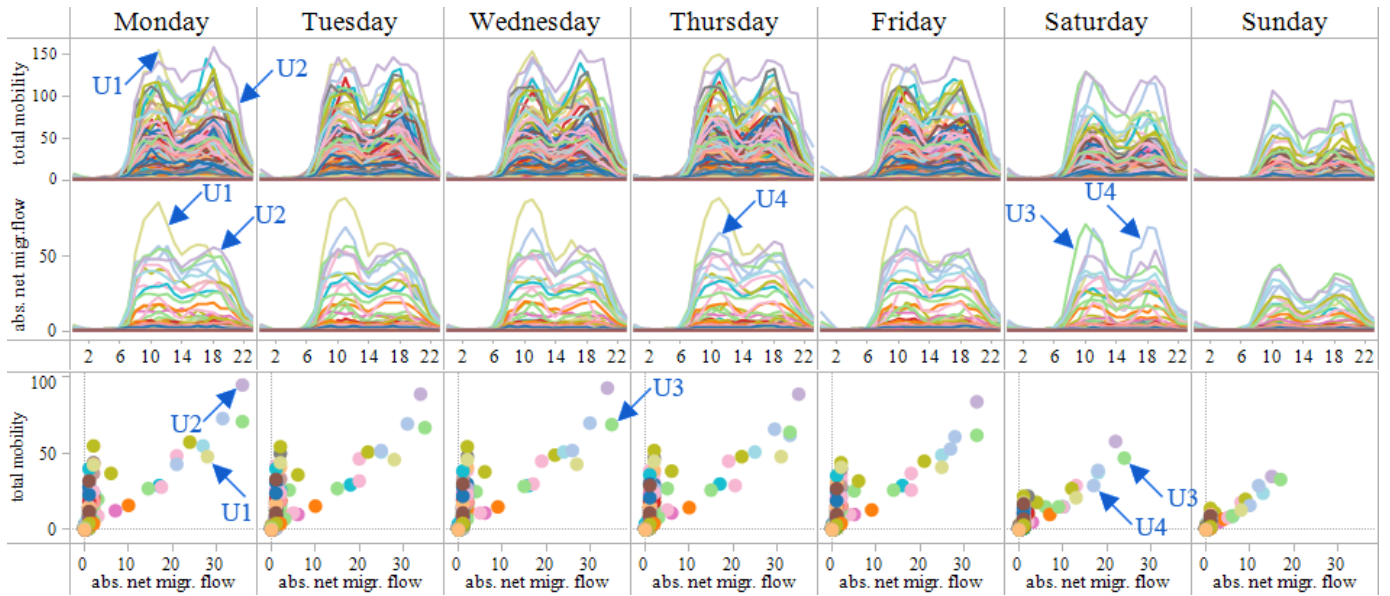 Monday Tuesday Wednesday Thursday Friday Saturday Sunday
total mobility
150
100
50
0
U1
U2
abs. net migr.flow
50
0
U1
U2
U4
U3
U4
2 6 10 14 18 22 2 6 10 14 18 22 2 6 10 14 18 22 2 6 10 14 18 22 2 6 10 14 18 22 2 6 10 14 18 22 2 6 10 14 18 22
total mobility
100
50
0
U2
U1
U3
U3
U4
0 10 20 30 0 10 20 30 0 10 20 30 0 10 20 30 0 10 20 30 0 10 20 30 0 10 20 30
abs. net migr. flow abs. net migr. flow abs. net migr. flow abs. net migr. flow abs. net migr. flow abs. net migr. flow abs. net migr. flow